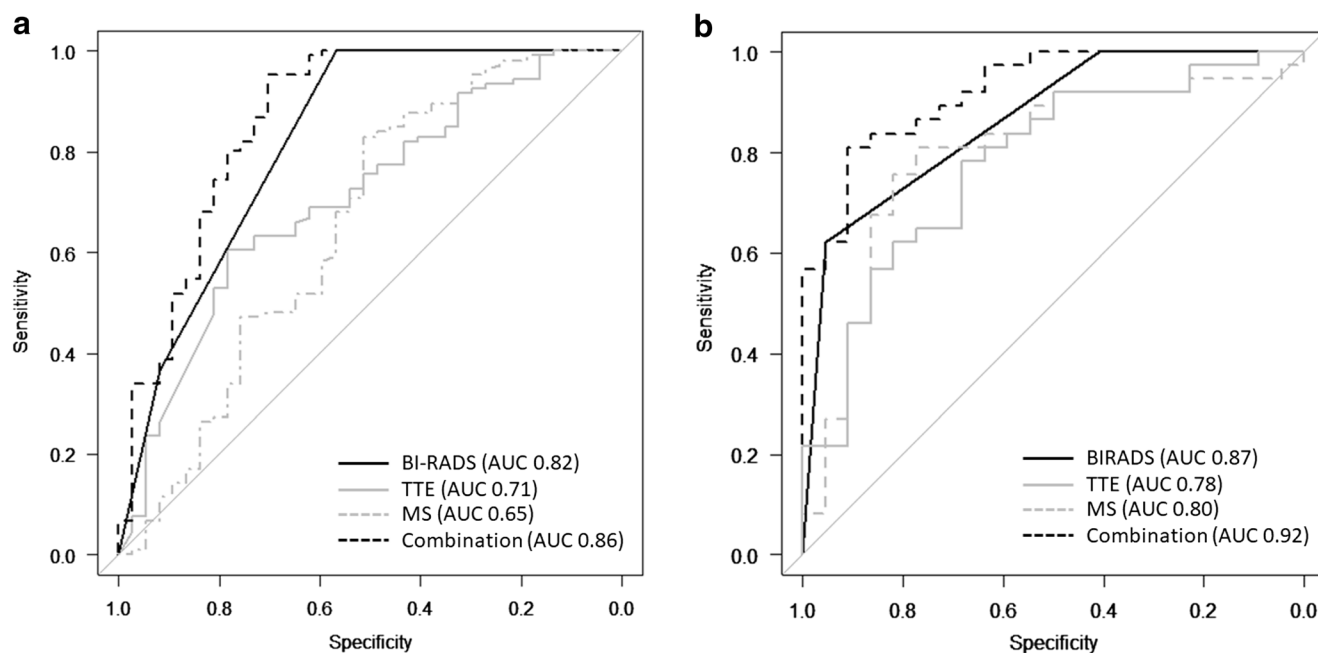 a
1.0
0.8
0.6
0.4
0.2
0.0
Sensitivity
BI-RADS (AUC 0.82)
TTE (AUC 0.71)
MS (AUC 0.65)
Combination (AUC 0.86)
1.0 0.8 0.6 0.4 0.2 0.0
Specificity
b
1.0
0.8
0.6
0.4
0.2
0.0
Sensitivity
BIRADS (AUC 0.87)
TTE (AUC 0.78)
MS (AUC 0.80)
Combination (AUC 0.92)
1.0 0.8 0.6 0.4 0.2 0.0
Specificity